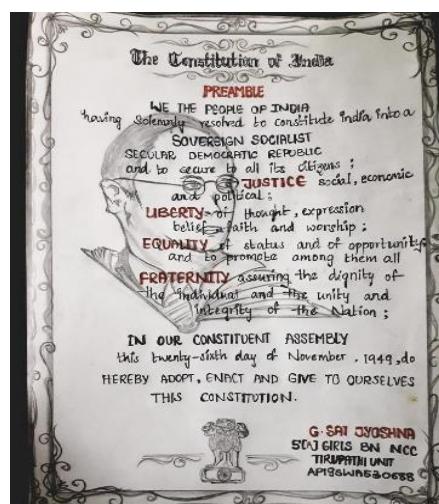 The Constitution of India
PREAMBLE
WE THE PEOPLE OF INDIA
having Solemnly resolved to constitute India into a
SOVERSIGN SOCIALIST
SECULAR DEMOCRATIC REPUBLIC
and to secure to all its citizens ;
JUSTICE social, economic
and political ;
LIBERTY of thought, expression
belief faith and worship ;
EQUALITY of status and of opportunity
and to promote among them all
FRATERNITY assuring the dignity of
the individual and the unity and
integrity of the Nation ;
IN OUR CONSTITUENT ASSEMBLY
this twenty-sixth day of November . 1949, do
HEREBY ADOPT, ENACT AND GIVE TO OURSELVES
THIS CONSTITUTION.
G. SAI JYOSHNA
5(A) GIRLS BN NCC
TIRUPATHI UNIT